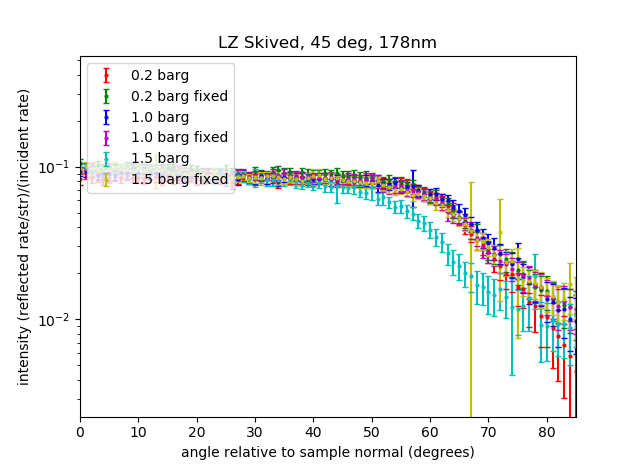 LZ Skived, 45 deg, 178nm
0.2 barg
0.2 barg fixed
1.0 barg
1.0 barg fixed
1.5 barg
1.5 barg fixed
10⁻¹
10⁻²
intensity (reflected rate/str)/(incident rate)
0 10 20 30 40 50 60 70 80
angle relative to sample normal (degrees)